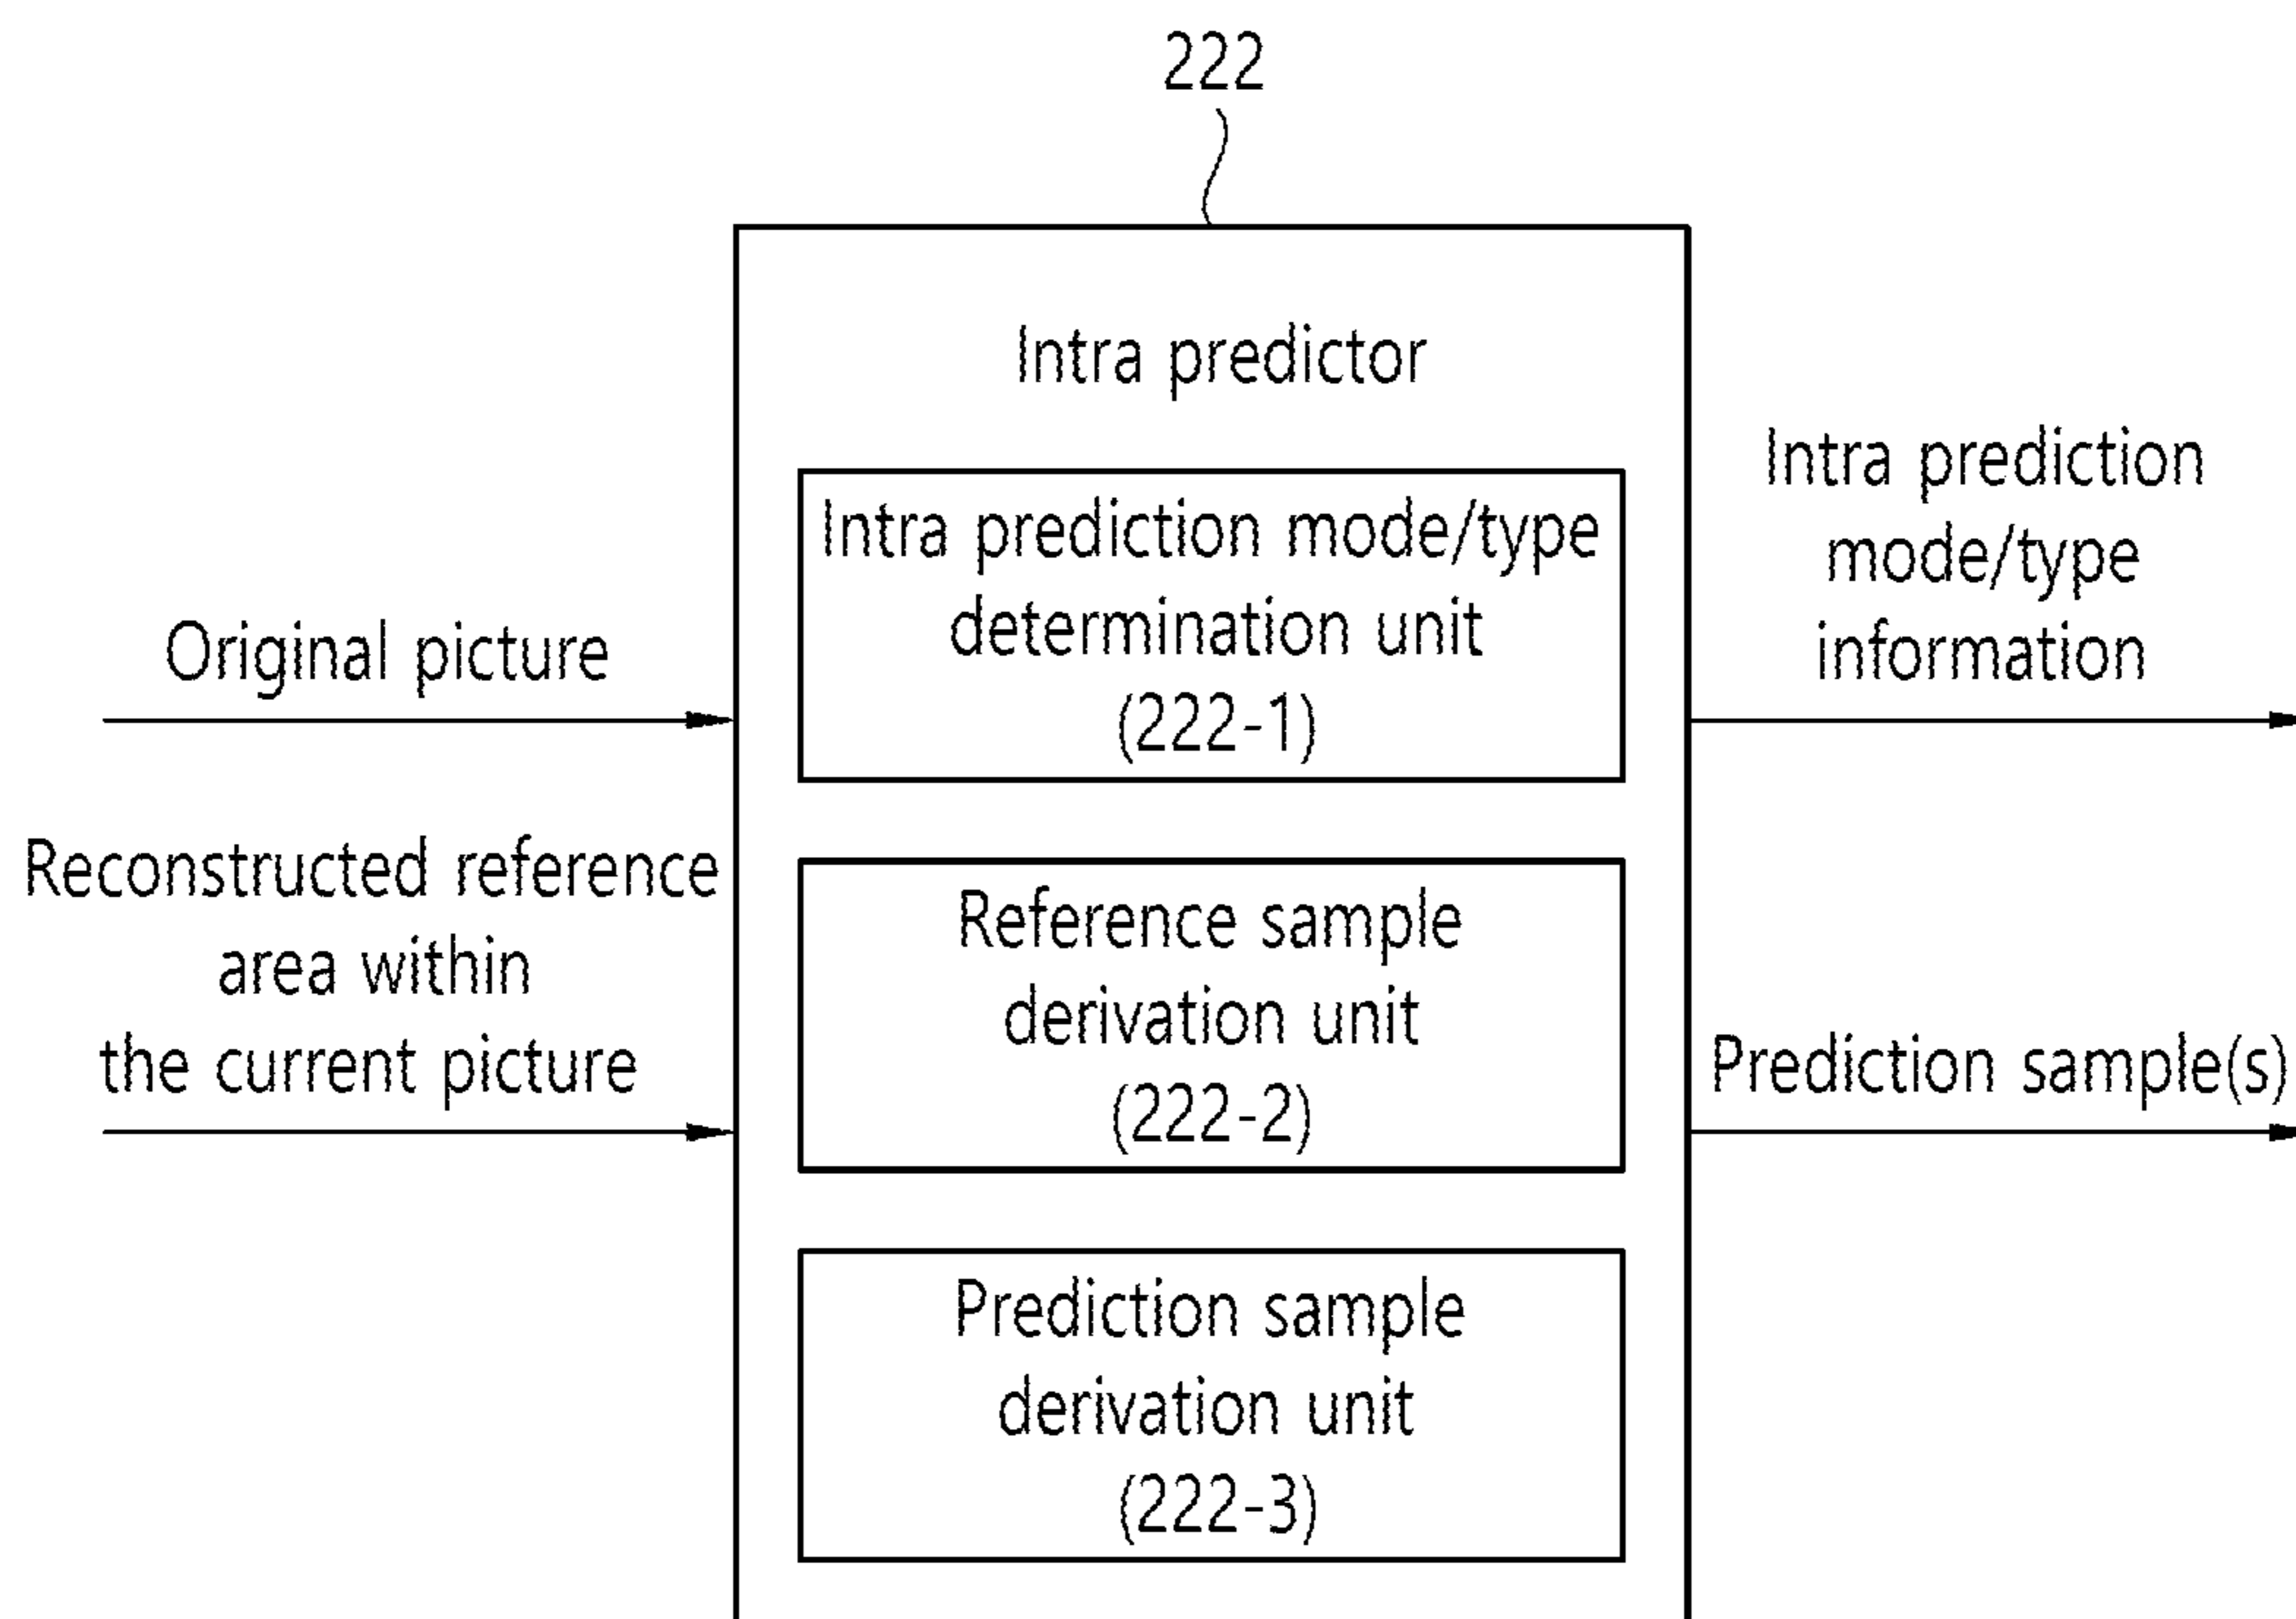 222
Intra predictor
Intra prediction mode/type
determination unit
(222-1)
Reference sample
derivation unit
(222-2)
Prediction sample
derivation unit
(222-3)
Original picture
Reconstructed reference
area within
the current picture
Intra prediction
mode/type
information
Prediction sample(s)